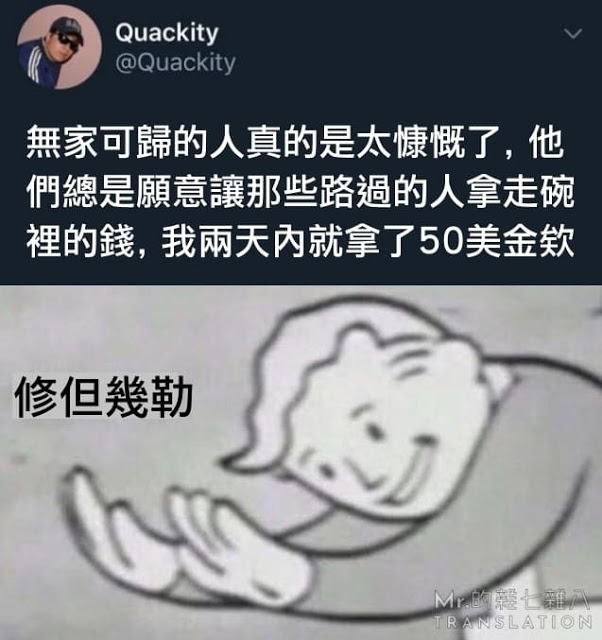 Quackity
@Quackity
無家可歸的人真的是太慷慨了, 他
們總是願意讓那些路過的人拿走碗
裡的錢, 我兩天內就拿了50美金欸
修但幾勒
Mr.的雜七雜八
TRANSLATION